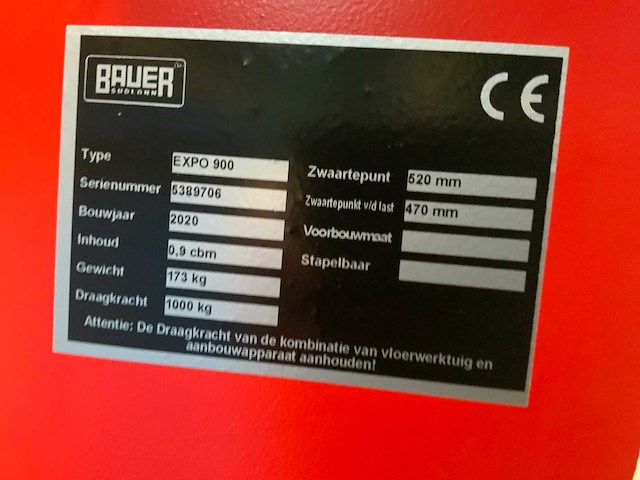 BAUER
SÜDLOHN
CE
Type EXPO 900
Serienummer 5389706
Bouwjaar 2020
Inhoud 0,9 cbm
Gewicht 173 kg
Draagkracht 1000 kg
Zwaartepunt 520 mm
Zwaartepunkt v/d last 470 mm
Voorbouwmaat
Stapelbaar
Attentie: De Draagkracht van de kombinatie van vloerwerktuig en
aanbouwapparaat aanhouden!